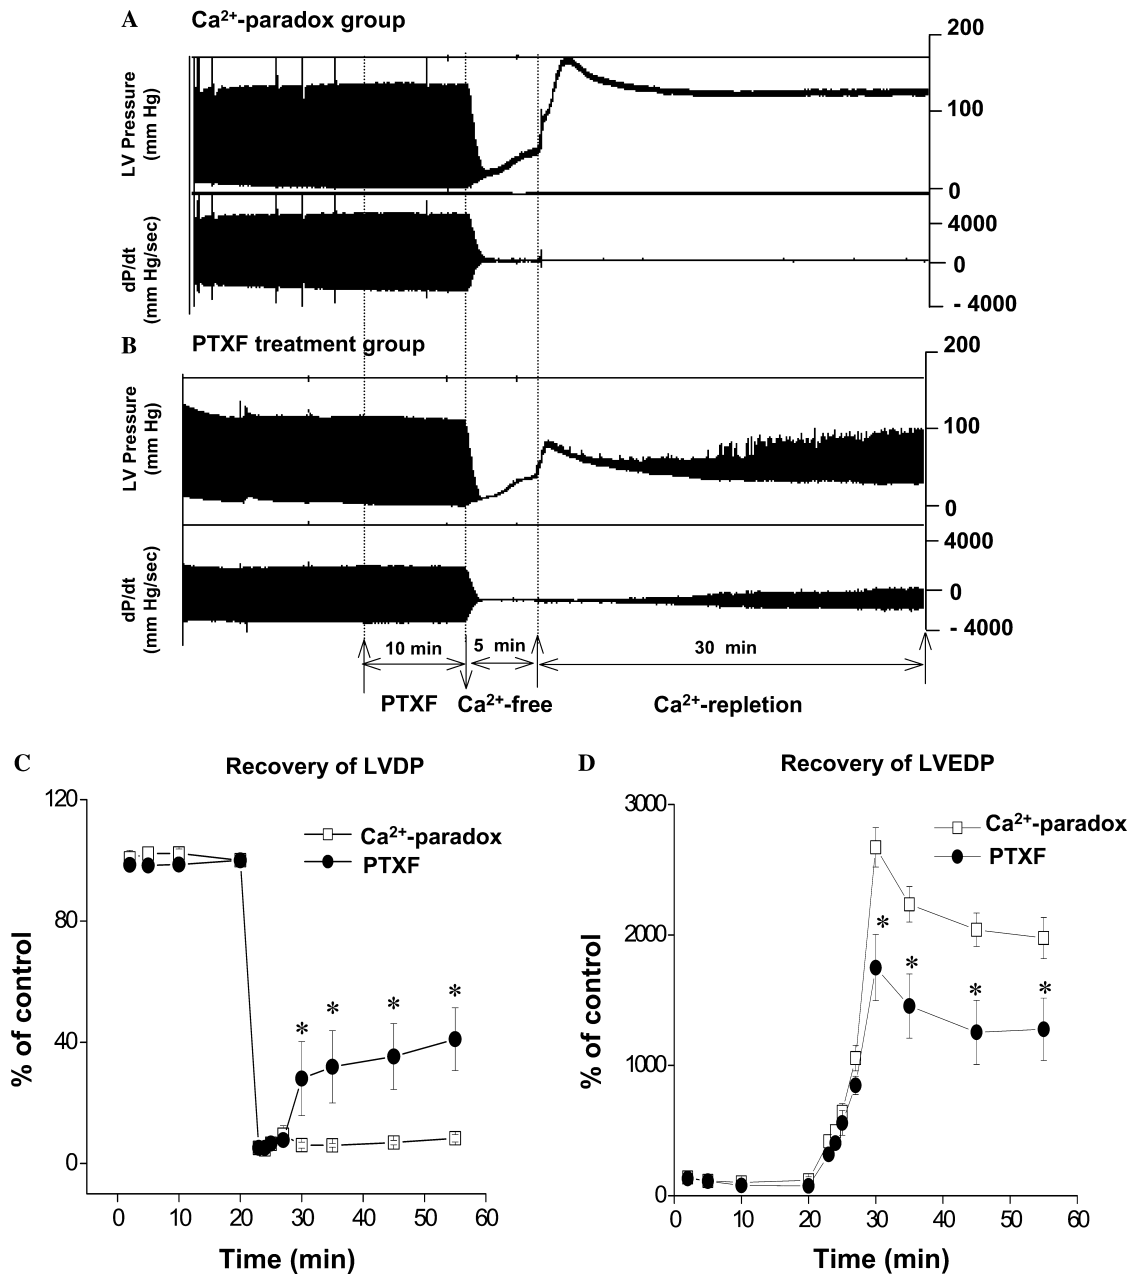 A Ca²⁺-paradox group
200
100
0
LV Pressure
(mm Hg)
4000
0
- 4000
dP/dt
(mm Hg/sec)
B PTXF treatment group
200
100
0
LV Pressure
(mm Hg)
4000
0
- 4000
dP/dt
(mm Hg/sec)
10 min 5 min 30 min
PTXF Ca²⁺-free Ca²⁺-repletion
C Recovery of LVDP
120
80
40
0
% of control
Ca²⁺-paradox
PTXF
* * * *
0 10 20 30 40 50 60
Time (min)
D Recovery of LVEDP
3000
2000
1000
0
% of control
Ca²⁺-paradox
PTXF
* * * *
0 10 20 30 40 50 60
Time (min)